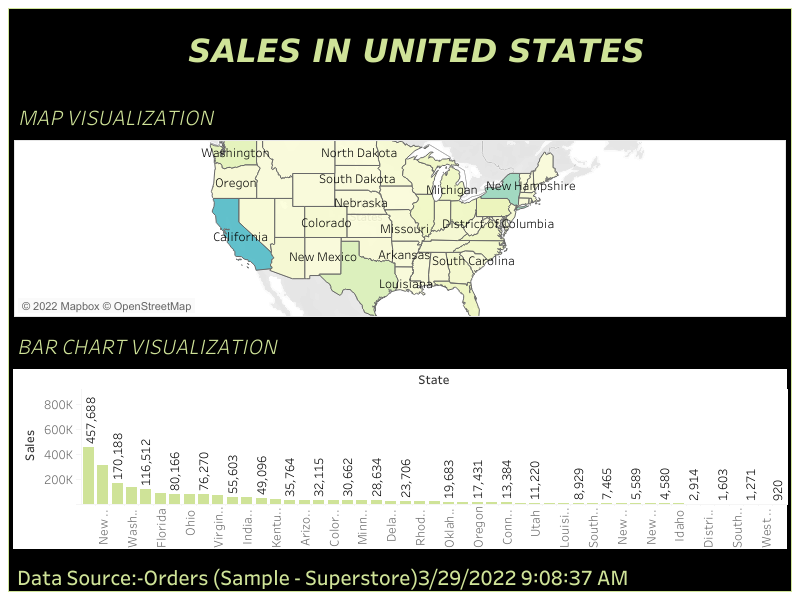 SALES IN UNITED STATES
MAP VISUALIZATION
Washington
North Dakota
Oregon
South Dakota
Michigan
New Hampshire
Nebraska
Colorado
Missouri
District of Columbia
California
New Mexico
Arkansas
South Carolina
Louisiana
© 2022 Mapbox © OpenStreetMap
BAR CHART VISUALIZATION
State
Sales
800K
600K
400K
200K
457,688
170,188
116,512
80,166
76,270
55,603
49,096
35,764
32,115
30,662
28,634
23,706
19,683
17,431
13,384
11,220
8,929
7,465
5,589
4,580
2,914
1,603
1,271
920
New ..
Wash..
Florida
Ohio
Virgin..
India..
Kentu..
Arizo..
Color..
Minn..
Dela..
Rhod..
Oklah..
Oregon
Conn..
Utah
Louisi..
South..
New ..
New ..
Idaho
Distri..
South..
West..
Data Source:-Orders (Sample - Superstore)3/29/2022 9:08:37 AM